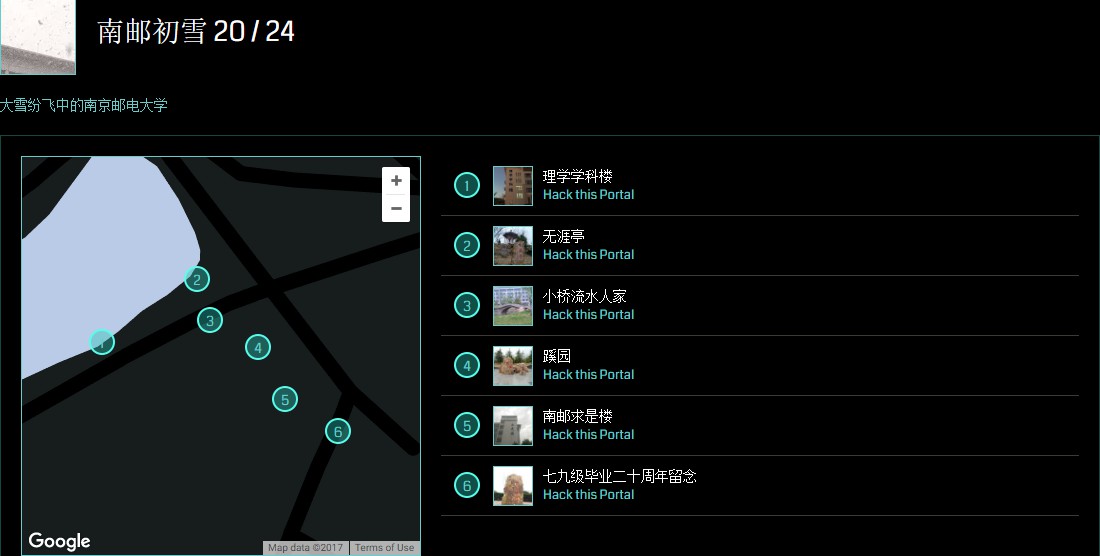 南邮初雪 20 / 24
大雪纷飞中的南京邮电大学
+
−
1
2
3
4
5
6
Google
Map data ©2017
Terms of Use
1
理学学科楼
Hack this Portal
2
无涯亭
Hack this Portal
3
小桥流水人家
Hack this Portal
4
蹊园
Hack this Portal
5
南邮求是楼
Hack this Portal
6
七九级毕业二十周年留念
Hack this Portal